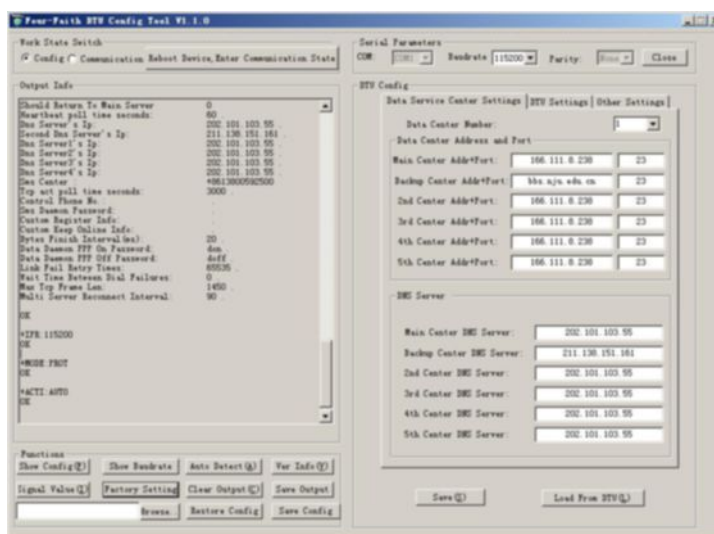 Four-Faith DTU Config Tool V1.1.0
Work State Switch
Config Communication Reboot Device,Enter Communication State
Serial Parameters
COM: COM1 Baudrate 115200 Parity: None Close
Output Info
Should Return To Main Server 0
Heartbeat poll time seconds: 60
Dns Server's Ip: 202.101.103.55
Second Dns Server's Ip: 211.138.151.161
Dns Server1's Ip: 202.101.103.55
Dns Server2's Ip: 202.101.103.55
Dns Server3's Ip: 202.101.103.55
Dns Server4's Ip: 202.101.103.55
Sms Center +8613800592500
Tcp act poll time seconds: 3000
Control Phone No.:
Sms Daemon Password:
Custom Register Info:
Custom Keep Online Info:
Bytes Finish Interval(ms): 20
Data Daemon PPP On Password: don
Data Daemon PPP Off Password: doff
Link Fail Retry Times: 65535
Wait Time Between Dial Failures: 0
Max Tcp Frame Len: 1450
Multi Server Reconnect Interval: 90
OK
+IPR:115200
OK
+MODE:PROT
OK
+ACTI:AUTO
OK
DTU Config
Data Service Center Settings DTU Settings Other Settings
Data Center Number: 1
Data Center Address and Port
Main Center Addr+Port: 166.111.8.238 23
Backup Center Addr+Port: bbs.nju.edu.cn 23
2nd Center Addr+Port: 166.111.8.238 23
3rd Center Addr+Port: 166.111.8.238 23
4th Center Addr+Port: 166.111.8.238 23
5th Center Addr+Port: 166.111.8.238 23
DNS Server
Main Center DNS Server: 202.101.103.55
Backup Center DNS Server: 211.138.151.161
2nd Center DNS Server: 202.101.103.55
3rd Center DNS Server: 202.101.103.55
4th Center DNS Server: 202.101.103.55
5th Center DNS Server: 202.101.103.55
Functions
Show Config(P) Show Baudrate Auto Detect(A) Ver Info(V)
Signal Value(I) Factory Setting Clear Output(C) Save Output
Browse... Restore Config Save Config
Save(S) Load From DTU(L)